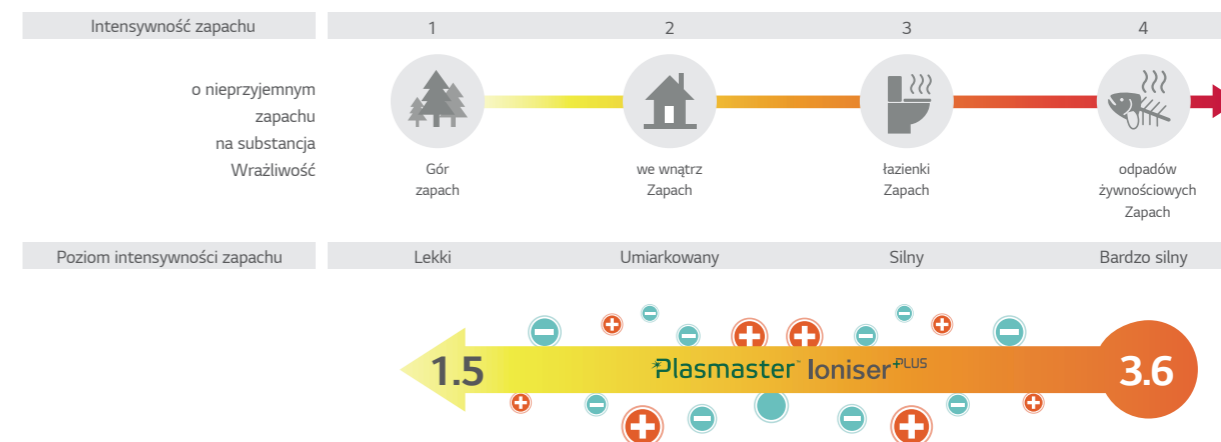 Intensywność zapachu 1 2 3 4
o nieprzyjemnym
zapachu
na substancja
Wrażliwość
Gór
zapach
we wnątrz
Zapach
łazienki
Zapach
odpadów
żywnościowych
Zapach
Poziom intensywności zapachu Lekki Umiarkowany Silny Bardzo silny
1.5 Plasmaster™ Ioniser+PLUS 3.6